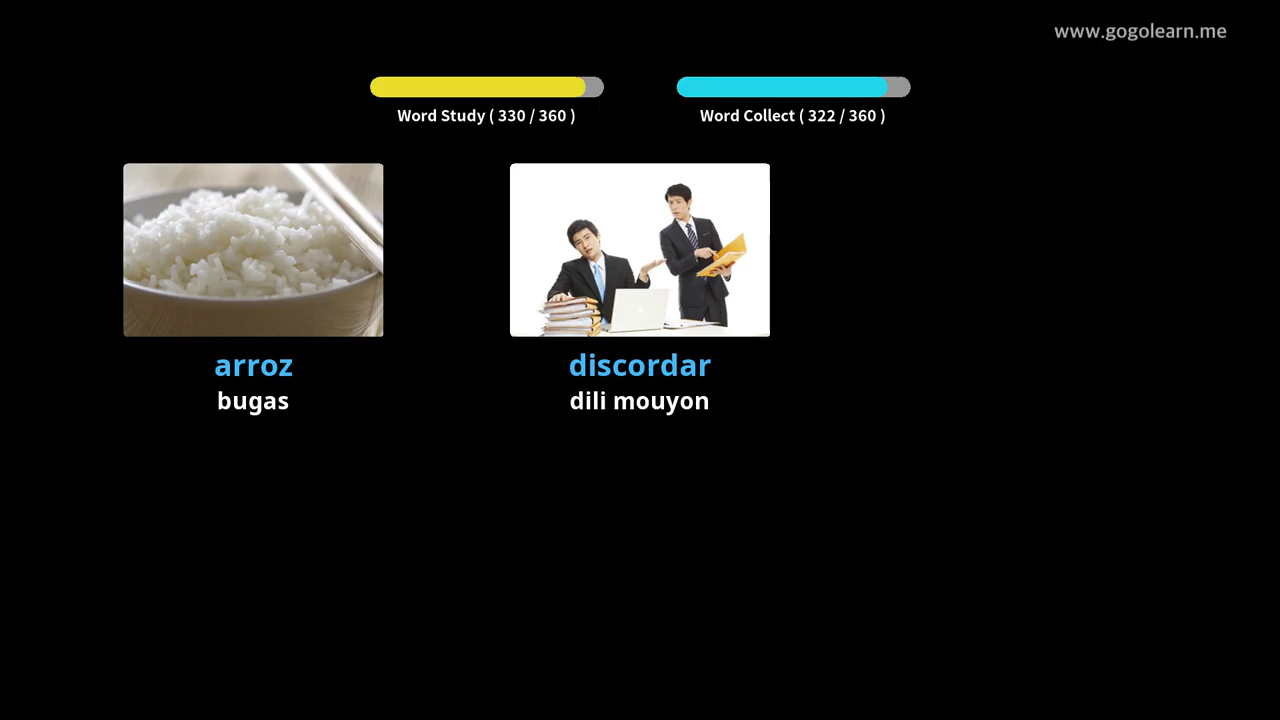 www.gogolearn.me
Word Study ( 330 / 360 )
Word Collect ( 322 / 360 )
arroz
bugas
discordar
dili mouyon